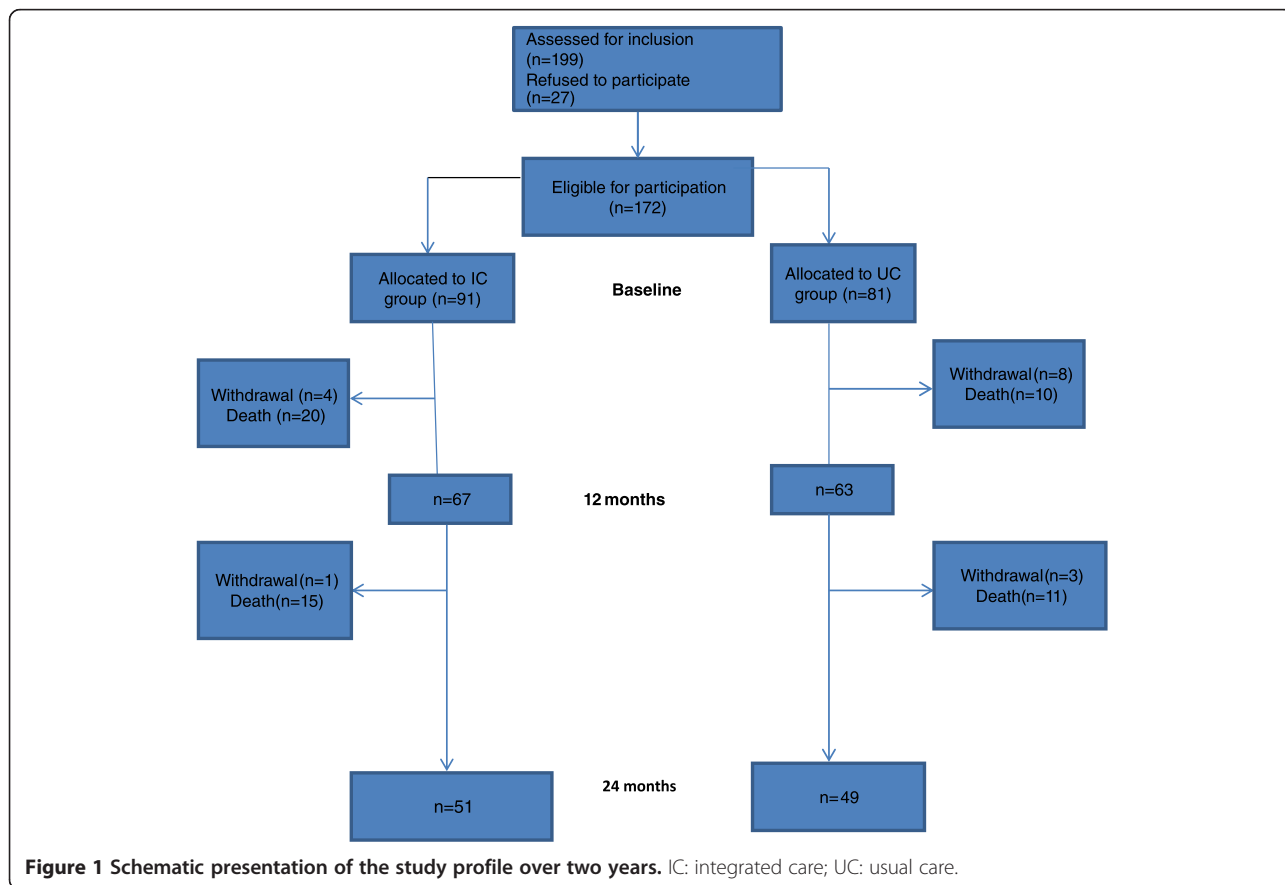 Assessed for inclusion
(n=199)
Refused to participate
(n=27)
Eligible for participation
(n=172)
Allocated to IC
group (n=91)
Baseline
Allocated to UC
group (n=81)
Withdrawal (n=4)
Death (n=20)
Withdrawal(n=8)
Death(n=10)
n=67
12 months
n=63
Withdrawal(n=1)
Death(n=15)
Withdrawal(n=3)
Death(n=11)
n=51
24 months
n=49
Figure 1 Schematic presentation of the study profile over two years. IC: integrated care; UC: usual care.